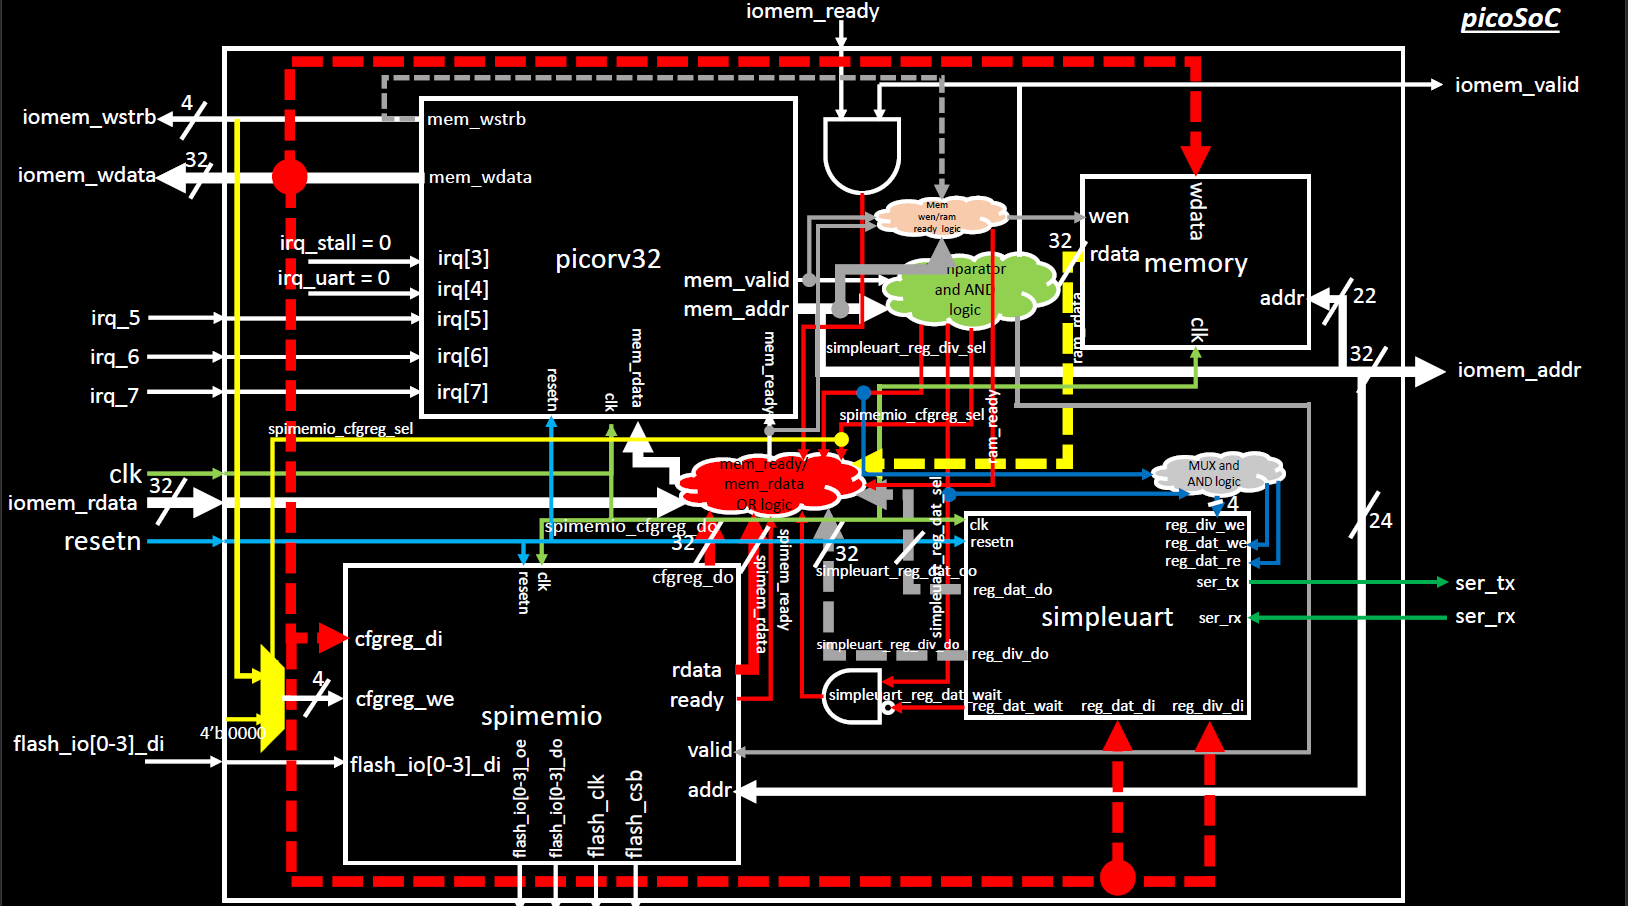 iomem_ready
picoSoC
iomem_valid
4
iomem_wstrb
mem_wstrb
32
iomem_wdata
mem_wdata
wdata
Mem
wen/ram
ready logic
wen
irq_stall = 0
irq[3]
picorv32
32
rdata
memory
irq_uart = 0
irq[4]
mem_valid
mparator
and AND
logic
mem_addr
addr
22
irq_5
irq[5]
clk
ram_rdata
mem_rdata
mem_ready
simpleuart_reg_div_sel
irq_6
irq[6]
32
iomem_addr
irq_7
irq[7]
resetn
clk
spimemio_cfgreg_sel
spimemio_cfgreg_sel
ram_ready
clk
32
iomem_rdata
mem_ready/
mem_rdata
OR logic
MUX and
AND logic
4
24
resetn
spimemio_cfgreg_do
32
32
clk
resetn
reg_div_we
reg_dat_we
reg_dat_re
simpleuart_reg_dat_sel
resetn
clk
cfgreg_do
spimem_rdata
spimem_ready
simpleuart_reg_dat_do
reg_dat_do
ser_tx
ser_tx
simpleuart
ser_rx
ser_rx
cfgreg_di
simpleuart_reg_div_do
reg_div_do
rdata
4
cfgreg_we
ready
simpleuart_reg_dat_wait
reg_dat_wait
reg_dat_di
reg_div_di
spimemio
4'b0000
flash_io[0-3]_di
flash_io[0-3]_di
valid
addr
flash_io[0-3]_oe
flash_io[0-3]_do
flash_clk
flash_csb